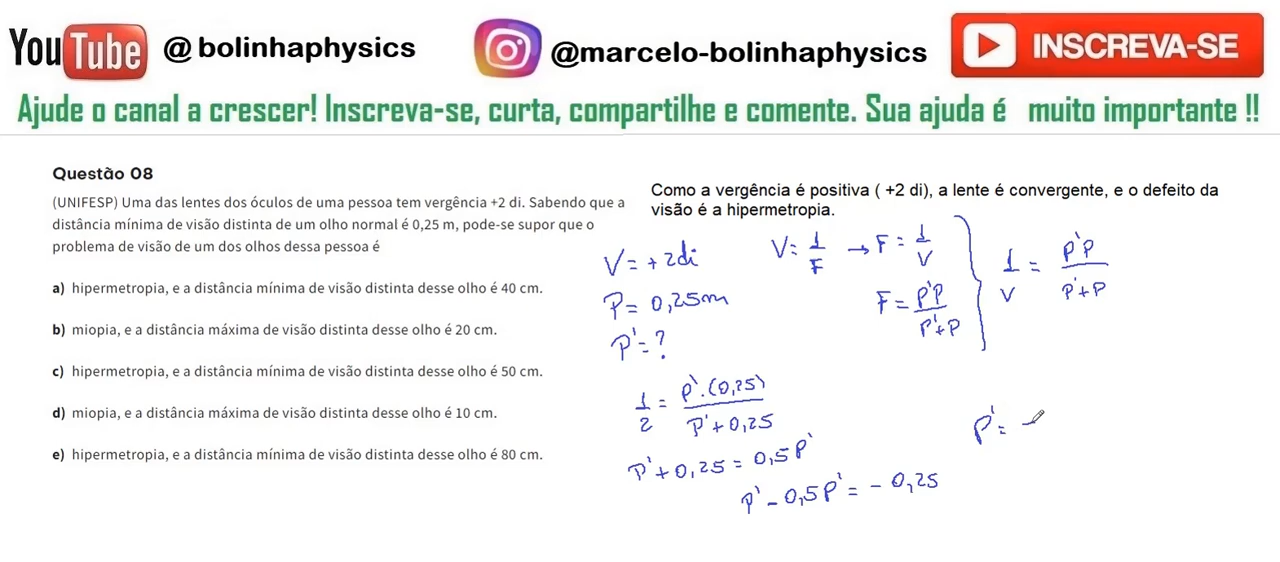 YouTube @bolinhaphysics @marcelo-bolinhaphysics INSCREVA-SE
Ajude o canal a crescer! Inscreva-se, curta, compartilhe e comente. Sua ajuda é muito importante !!
Questão 08
(UNIFESP) Uma das lentes dos óculos de uma pessoa tem vergência +2 di. Sabendo que a
distância mínima de visão distinta de um olho normal é 0,25 m, pode-se supor que o
problema de visão de um dos olhos dessa pessoa é
a) hipermetropia, e a distância mínima de visão distinta desse olho é 40 cm.
b) miopia, e a distância máxima de visão distinta desse olho é 20 cm.
c) hipermetropia, e a distância mínima de visão distinta desse olho é 50 cm.
d) miopia, e a distância máxima de visão distinta desse olho é 10 cm.
e) hipermetropia, e a distância mínima de visão distinta desse olho é 80 cm.
Como a vergência é positiva ( +2 di), a lente é convergente, e o defeito da
visão é a hipermetropia.
V = +2di
P = 0,25m
P' = ?
V = 1/F → F = 1/V
F = P'P/P'+P
1/V = P'P/P'+P
1/2 = P'.(0,25)/P'+0,25
P'+0,25 = 0,5P'
P'-0,5P' = -0,25
P' = -